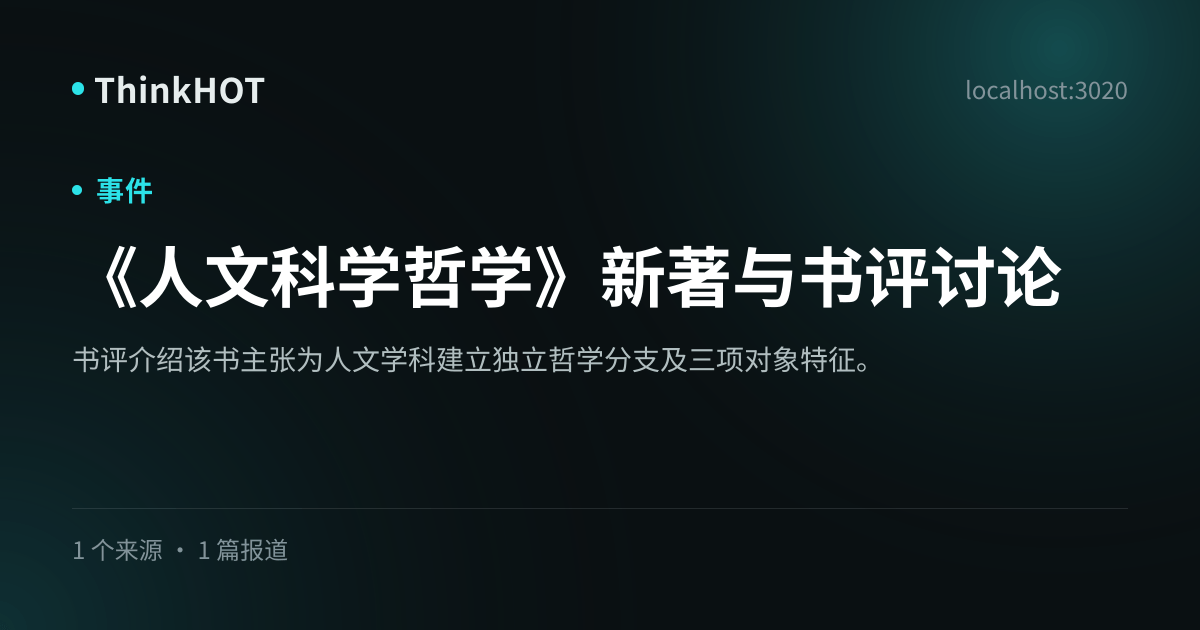 ThinkHOT
localhost:3020
事件
《人文科学哲学》新著与书评讨论
书评介绍该书主张为人文学科建立独立哲学分支及三项对象特征。
1 个来源 · 1 篇报道